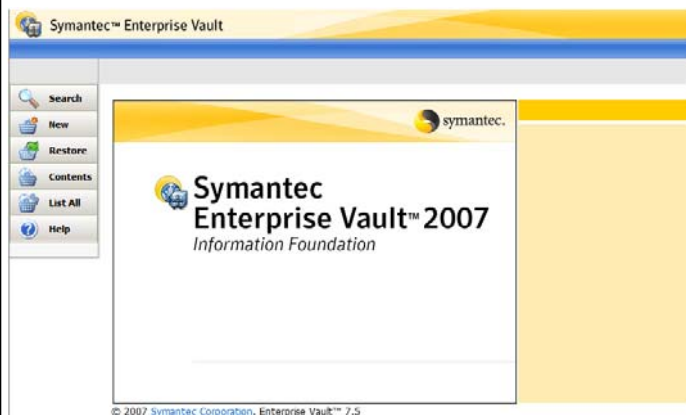 Symantec™ Enterprise Vault
Search
New
Restore
Contents
List All
Help
symantec.
Symantec
Enterprise Vault™ 2007
Information Foundation
© 2007 Symantec Corporation. Enterprise Vault™ 7.5